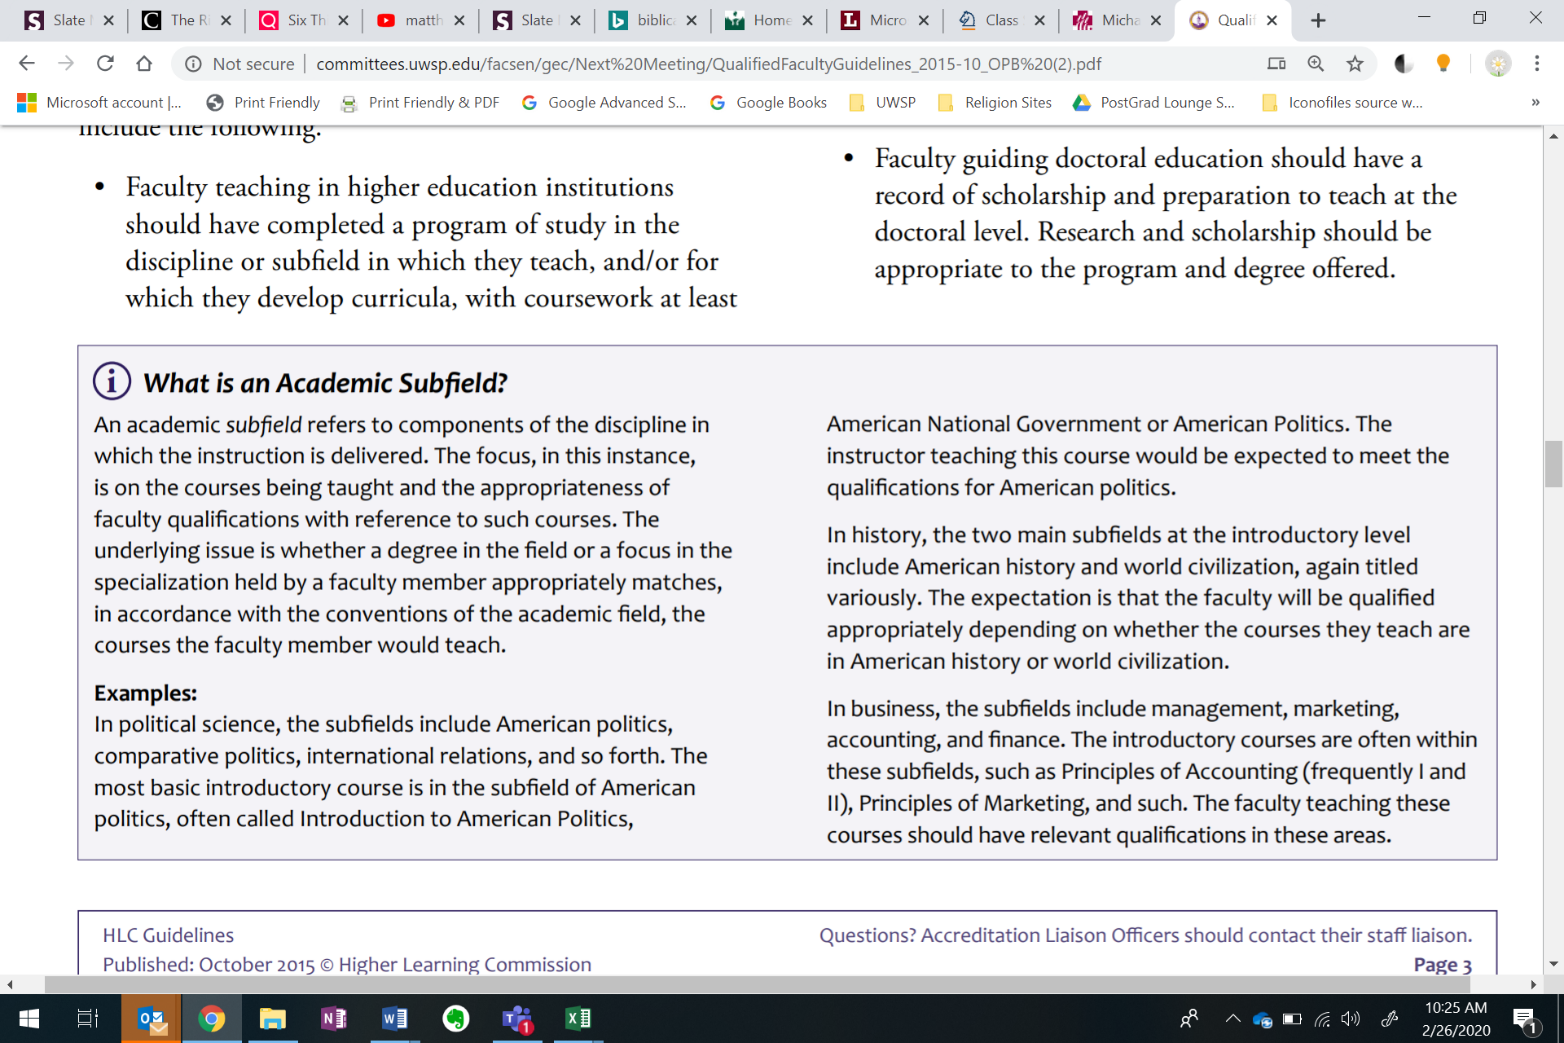 Slate
The R
Six Th
matth
Slate
biblic
Home
Micro
Class
Micha
Qualif
Not secure
committees.uwsp.edu/facsen/gec/Next%20Meeting/QualifiedFacultyGuidelines_2015-10_OPB%20(2).pdf
Microsoft account |...
Print Friendly
Print Friendly & PDF
Google Advanced S...
Google Books
UWSP
Religion Sites
PostGrad Lounge S...
Iconofiles source w...
»
include the following:
• Faculty teaching in higher education institutions
should have completed a program of study in the
discipline or subfield in which they teach, and/or for
which they develop curricula, with coursework at least
• Faculty guiding doctoral education should have a
record of scholarship and preparation to teach at the
doctoral level. Research and scholarship should be
appropriate to the program and degree offered.
What is an Academic Subfield?
An academic subfield refers to components of the discipline in
which the instruction is delivered. The focus, in this instance,
is on the courses being taught and the appropriateness of
faculty qualifications with reference to such courses. The
underlying issue is whether a degree in the field or a focus in the
specialization held by a faculty member appropriately matches,
in accordance with the conventions of the academic field, the
courses the faculty member would teach.
Examples:
In political science, the subfields include American politics,
comparative politics, international relations, and so forth. The
most basic introductory course is in the subfield of American
politics, often called Introduction to American Politics,
American National Government or American Politics. The
instructor teaching this course would be expected to meet the
qualifications for American politics.
In history, the two main subfields at the introductory level
include American history and world civilization, again titled
variously. The expectation is that the faculty will be qualified
appropriately depending on whether the courses they teach are
in American history or world civilization.
In business, the subfields include management, marketing,
accounting, and finance. The introductory courses are often within
these subfields, such as Principles of Accounting (frequently I and
II), Principles of Marketing, and such. The faculty teaching these
courses should have relevant qualifications in these areas.
HLC Guidelines
Published: October 2015 © Higher Learning Commission
Questions? Accreditation Liaison Officers should contact their staff liaison.
Page 3
10:25 AM
2/26/2020
1
1